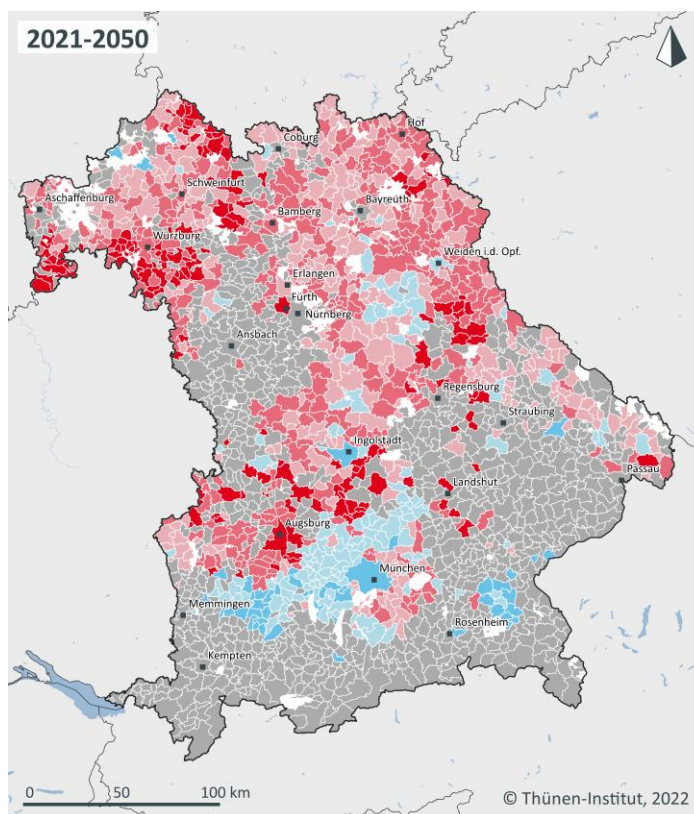 2021-2050
Hof
Coburg
Aschaffenburg
Schweinfurt
Bayreuth
Bamberg
Würzburg
Weiden i.d. Opf.
Erlangen
Fürth
Nürnberg
Ansbach
Regensburg
Straubing
Ingolstadt
Passau
Landshut
Augsburg
München
Memmingen
Rosenheim
Kempten
0 50 100 km
© Thünen-Institut, 2022